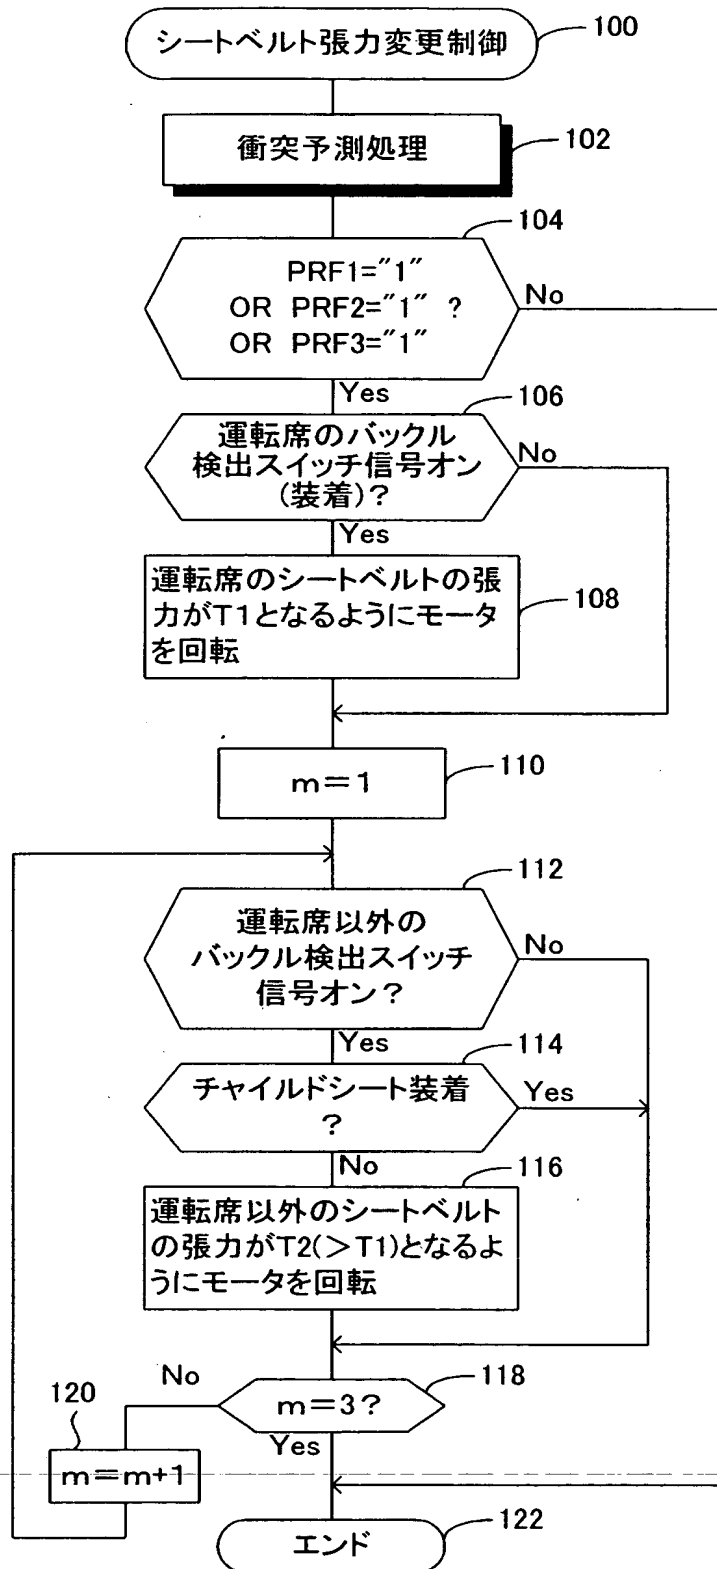 シートベルト張力変更制御
100
衝突予測処理
102
104
PRF1="1"
OR PRF2="1" ?
OR PRF3="1"
No
Yes
106
運転席のバックル
検出スイッチ信号オン
(装着)?
No
Yes
運転席のシートベルトの張
力がT1となるようにモータ
を回転
108
m=1
110
112
運転席以外の
バックル検出スイッチ
信号オン?
No
Yes
114
チャイルドシート装着
?
Yes
No
116
運転席以外のシートベルト
の張力がT2(>T1)となるよ
うにモータを回転
118
m=3?
No
Yes
120
m=m+1
エンド
122